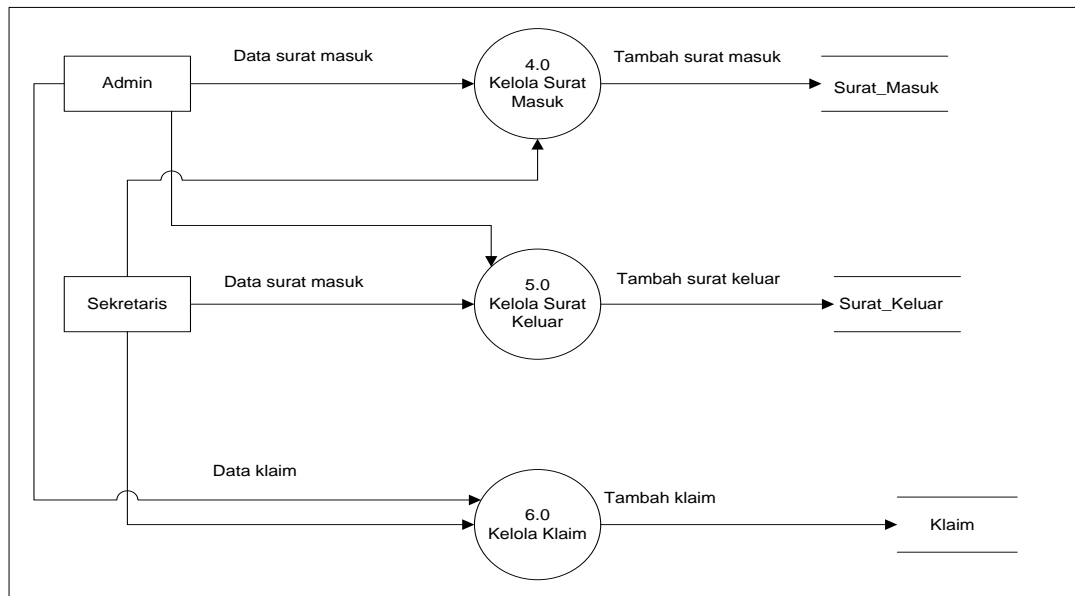 Data surat masuk
4.0
Kelola Surat
Masuk
Tambah surat masuk
Admin
Surat_Masuk
Data surat masuk
5.0
Kelola Surat
Keluar
Tambah surat keluar
Sekretaris
Surat_Keluar
Data klaim
6.0
Kelola Klaim
Tambah klaim
Klaim